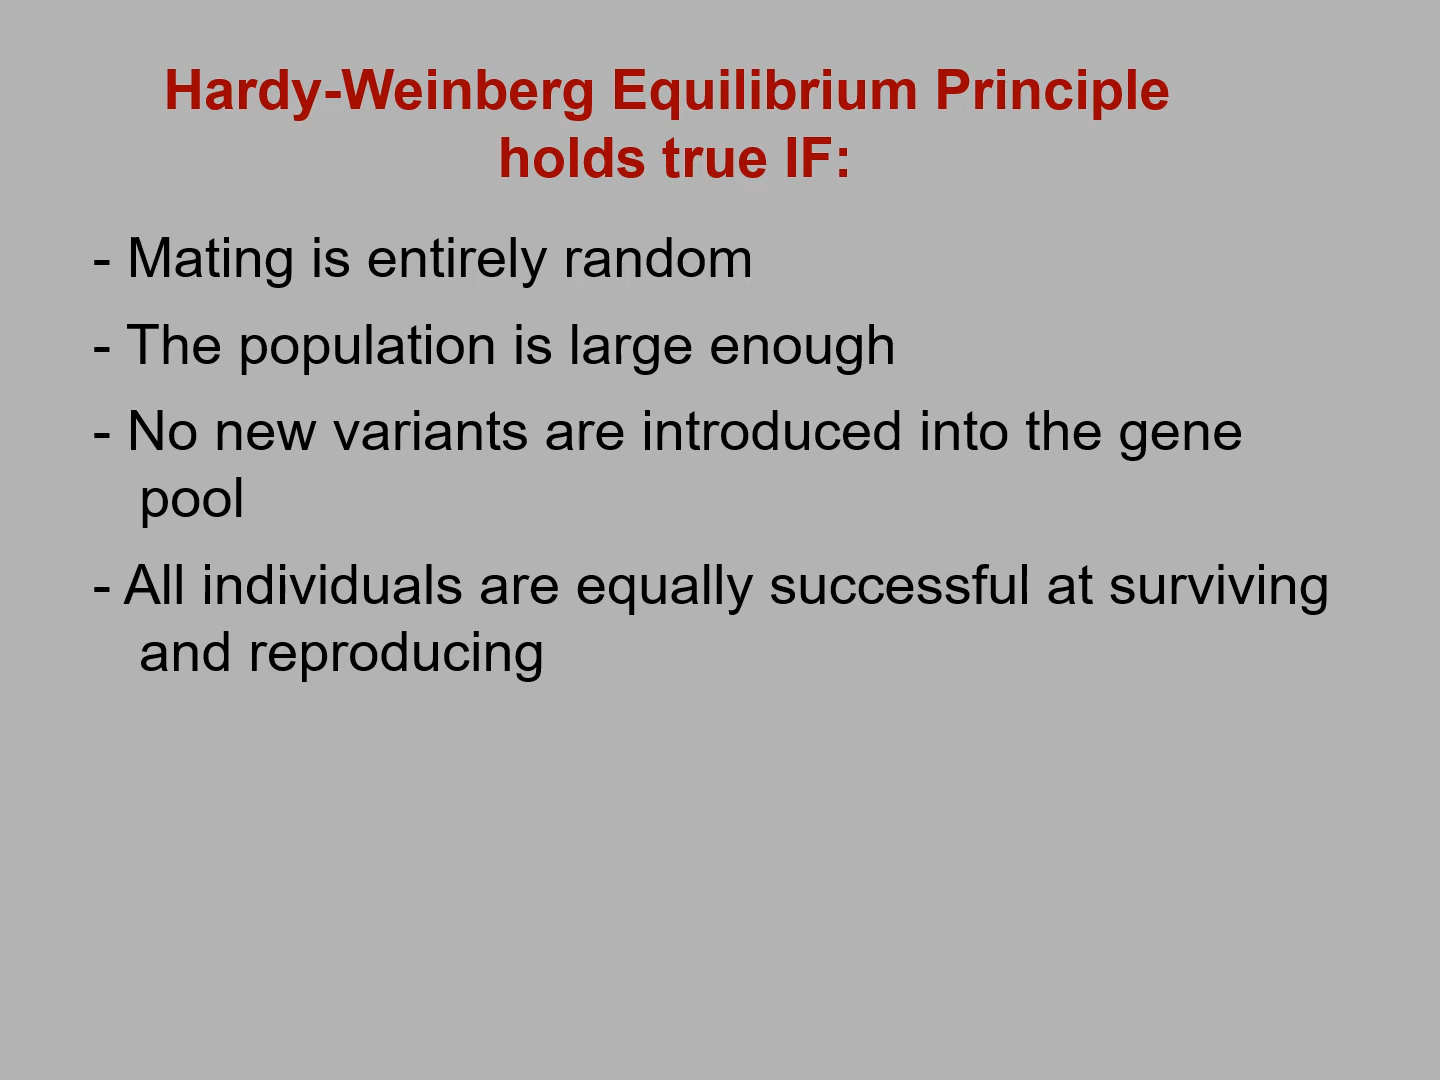 Hardy-Weinberg Equilibrium Principle
holds true IF:
- Mating is entirely random
- The population is large enough
- No new variants are introduced into the gene
pool
- All individuals are equally successful at surviving
and reproducing